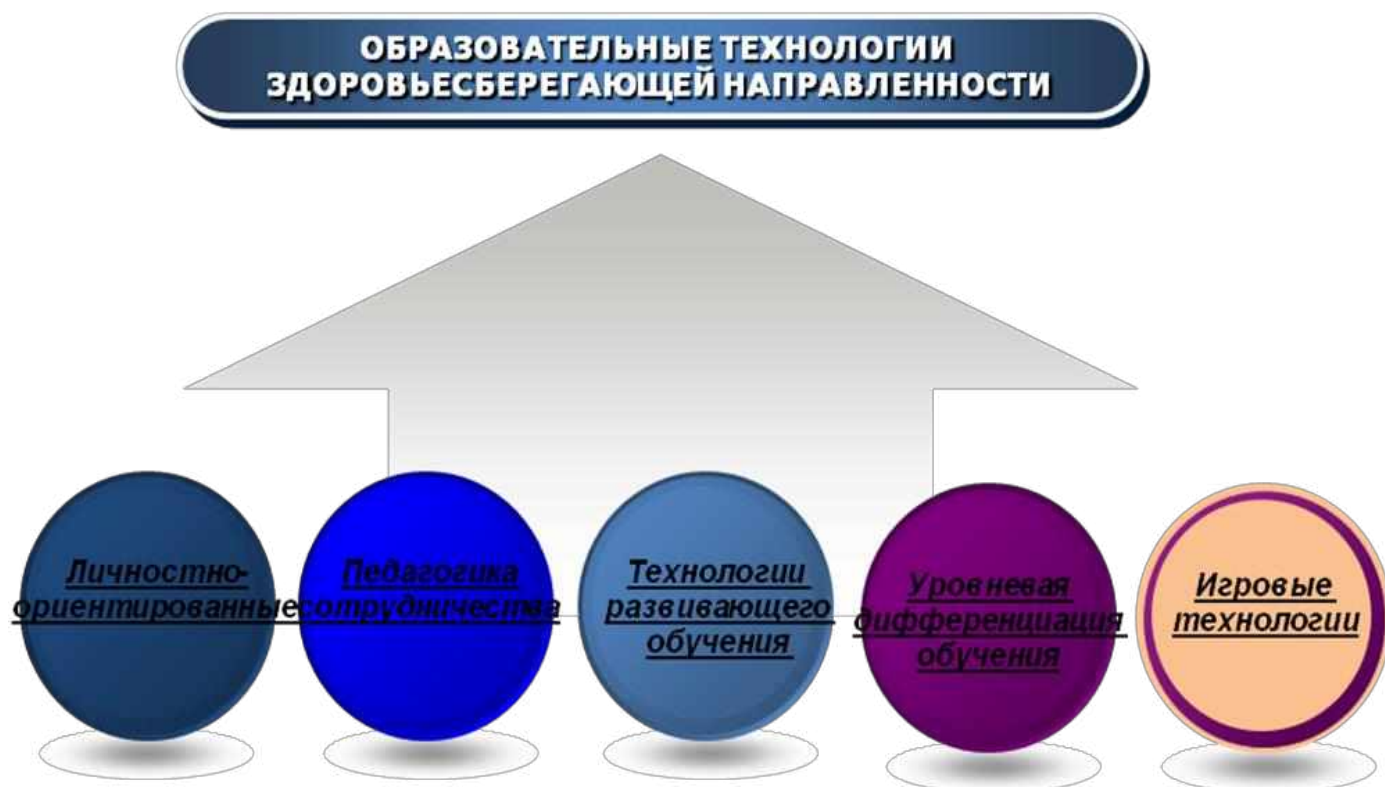 ОБРАЗОВАТЕЛЬНЫЕ ТЕХНОЛОГИИ
ЗДОРОВЬЕСБЕРЕГАЮЩЕЙ НАПРАВЛЕННОСТИ
Личностно-
ориентированные
Педагогика
сотрудничества
Технологии
развивающего
обучения
Уровневая
дифференциация
обучения
Игровые
технологии